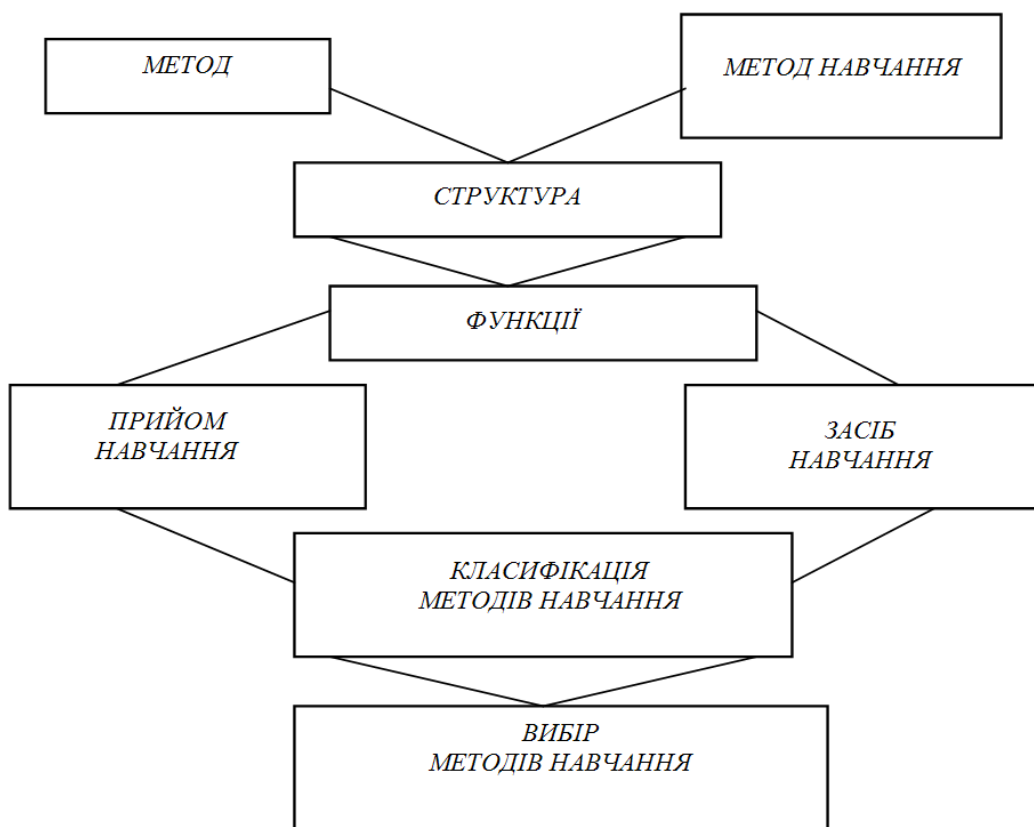 МЕТОД
МЕТОД НАВЧАННЯ
СТРУКТУРА
ФУНКЦІЇ
ПРИЙОМ
НАВЧАННЯ
ЗАСІБ
НАВЧАННЯ
КЛАСИФІКАЦІЯ
МЕТОДІВ НАВЧАННЯ
ВИБІР
МЕТОДІВ НАВЧАННЯ